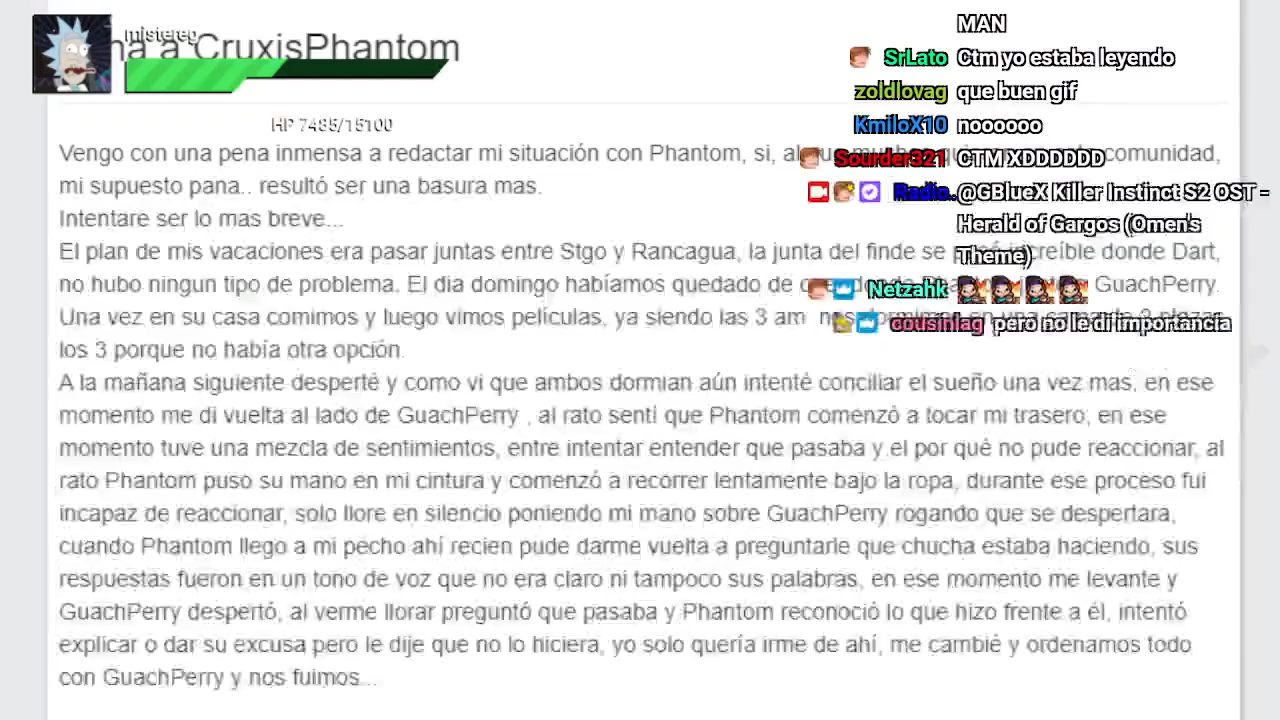 mistereg
na a CruxisPhantom
HP 7485/15100
MAN
SrLato Ctm yo estaba leyendo
zoldlovag que buen gif
KmiloX10 noooooo
Sourder321 CTM XDDDDDD
Radio.. @GBlueX Killer Instinct S2 OST -
Herald of Gargos (Omen's
Theme)
Netzahk
cousinlag pero no le di importancia
Vengo con una pena inmensa a redactar mi situación con Phantom, si, comunidad,
mi supuesto pana.. resultó ser una basura mas.
Intentare ser lo mas breve...
El plan de mis vacaciones era pasar juntas entre Stgo y Rancagua, la junta del finde se increíble donde Dart,
no hubo ningun tipo de problema. El dia domingo habíamos quedado de GuachPerry.
Una vez en su casa comimos y luego vimos películas, ya siendo las 3 am nos dormimos en una cama de 3 plazas
los 3 porque no había otra opción.
A la mañana siguiente desperté y como vi que ambos dormian aún intenté conciliar el sueño una vez mas, en ese
momento me di vuelta al lado de GuachPerry , al rato sentí que Phantom comenzó a tocar mi trasero, en ese
momento tuve una mezcla de sentimientos, entre intentar entender que pasaba y el por qué no pude reaccionar, al
rato Phantom puso su mano en mi cintura y comenzó a recorrer lentamente bajo la ropa, durante ese proceso fui
incapaz de reaccionar, solo llore en silencio poniendo mi mano sobre GuachPerry rogando que se despertara,
cuando Phantom llego a mi pecho ahí recien pude darme vuelta a preguntarle que chucha estaba haciendo, sus
respuestas fueron en un tono de voz que no era claro ni tampoco sus palabras, en ese momento me levante y
GuachPerry despertó, al verme llorar preguntó que pasaba y Phantom reconoció lo que hizo frente a él, intentó
explicar o dar su excusa pero le dije que no lo hiciera, yo solo quería irme de ahí, me cambié y ordenamos todo
con GuachPerry y nos fuimos...